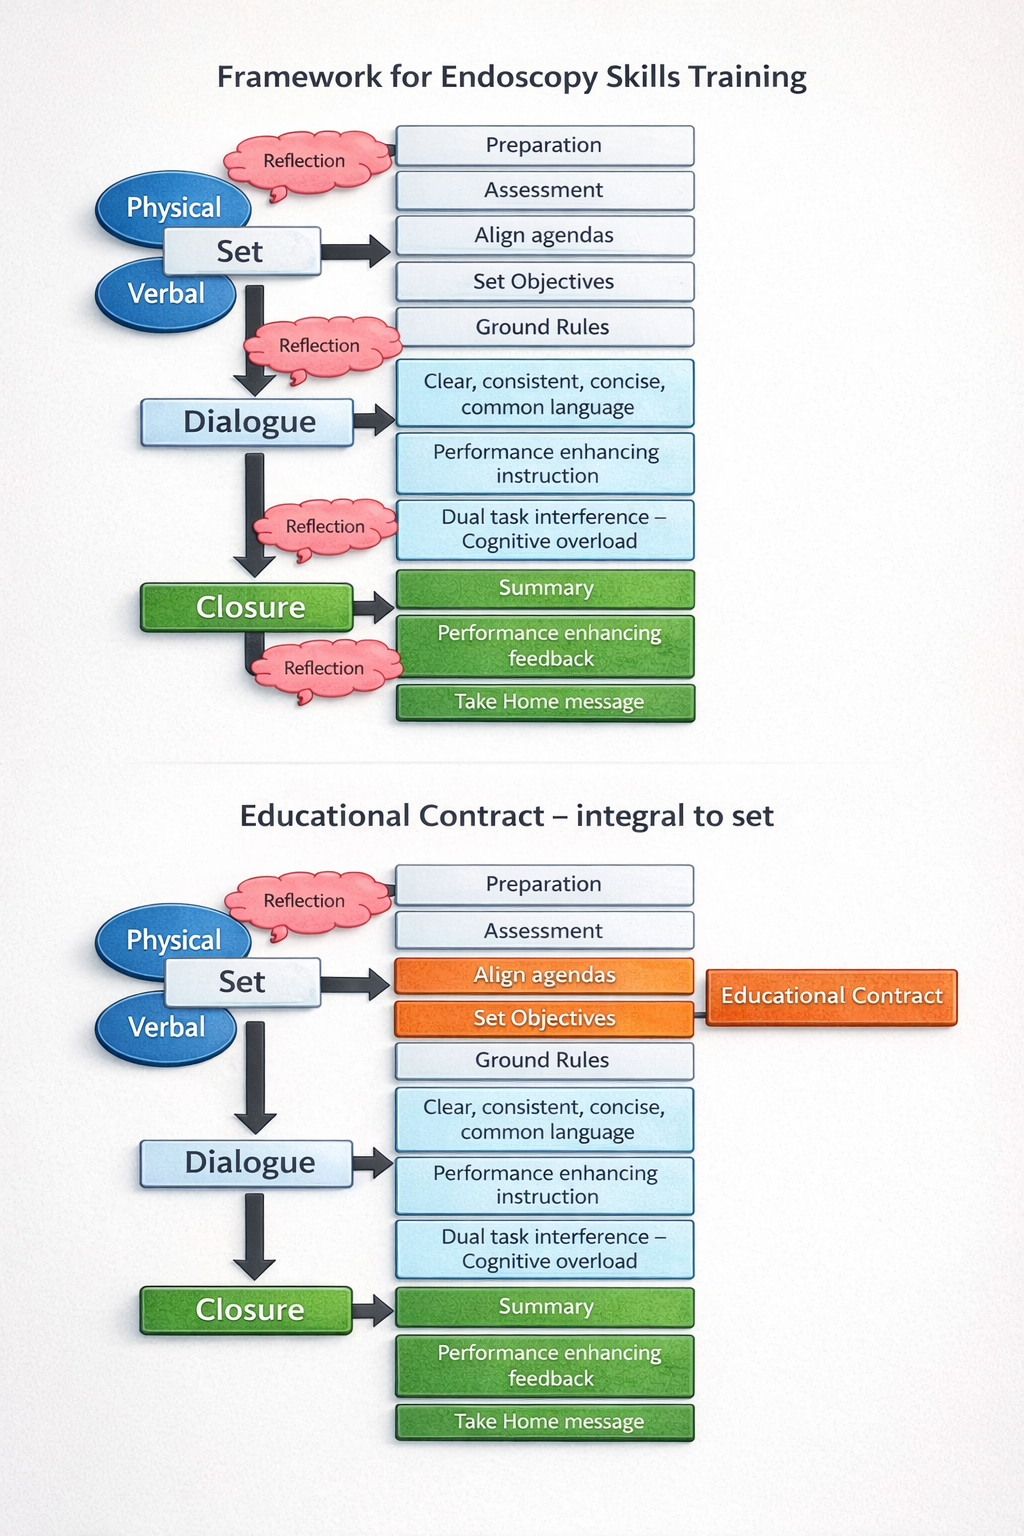 Framework for Endoscopy Skills Training
Reflection
Preparation
Physical
Assessment
Set
Align agendas
Verbal
Set Objectives
Reflection
Ground Rules
Clear, consistent, concise,
common language
Dialogue
Performance enhancing
instruction
Reflection
Dual task interference –
Cognitive overload
Closure
Summary
Reflection
Performance enhancing
feedback
Take Home message
Educational Contract – integral to set
Reflection
Preparation
Physical
Assessment
Set
Align agendas
Educational Contract
Verbal
Set Objectives
Ground Rules
Clear, consistent, concise,
common language
Dialogue
Performance enhancing
instruction
Dual task interference –
Cognitive overload
Closure
Summary
Performance enhancing
feedback
Take Home message